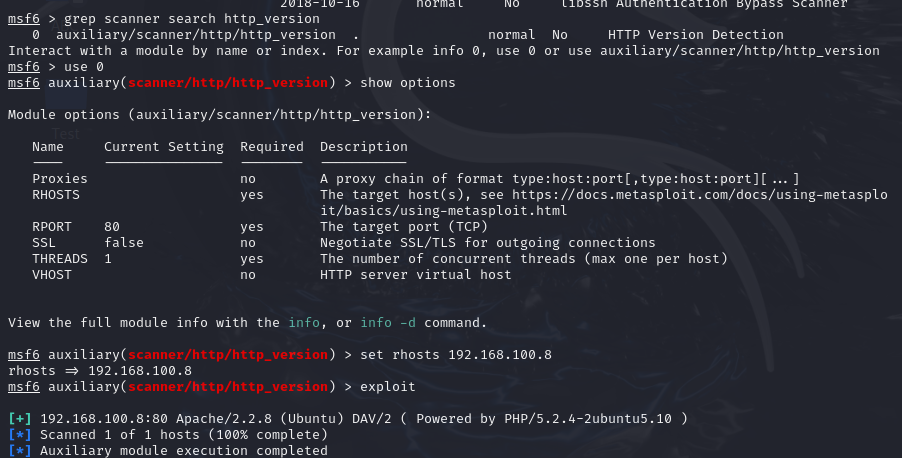 2018-10-16       normal     No     libssh Authentication Bypass Scanner
msf6 > grep scanner search http_version
   0  auxiliary/scanner/http/http_version  .                normal  No     HTTP Version Detection
Interact with a module by name or index. For example info 0, use 0 or use auxiliary/scanner/http/http_version
msf6 > use 0
msf6 auxiliary(scanner/http/http_version) > show options
Module options (auxiliary/scanner/http/http_version):
Test
   Name     Current Setting  Required  Description
   ----     ---------------  --------  -----------
   Proxies                   no        A proxy chain of format type:host:port[,type:host:port][...]
   RHOSTS                    yes       The target host(s), see https://docs.metasploit.com/docs/using-metasplo
                                       it/basics/using-metasploit.html
   RPORT    80               yes       The target port (TCP)
   SSL      false            no        Negotiate SSL/TLS for outgoing connections
   THREADS  1                yes       The number of concurrent threads (max one per host)
   VHOST                     no        HTTP server virtual host
View the full module info with the info, or info -d command.
msf6 auxiliary(scanner/http/http_version) > set rhosts 192.168.100.8
rhosts => 192.168.100.8
msf6 auxiliary(scanner/http/http_version) > exploit
[+] 192.168.100.8:80 Apache/2.2.8 (Ubuntu) DAV/2 ( Powered by PHP/5.2.4-2ubuntu5.10 )
[*] Scanned 1 of 1 hosts (100% complete)
[*] Auxiliary module execution completed